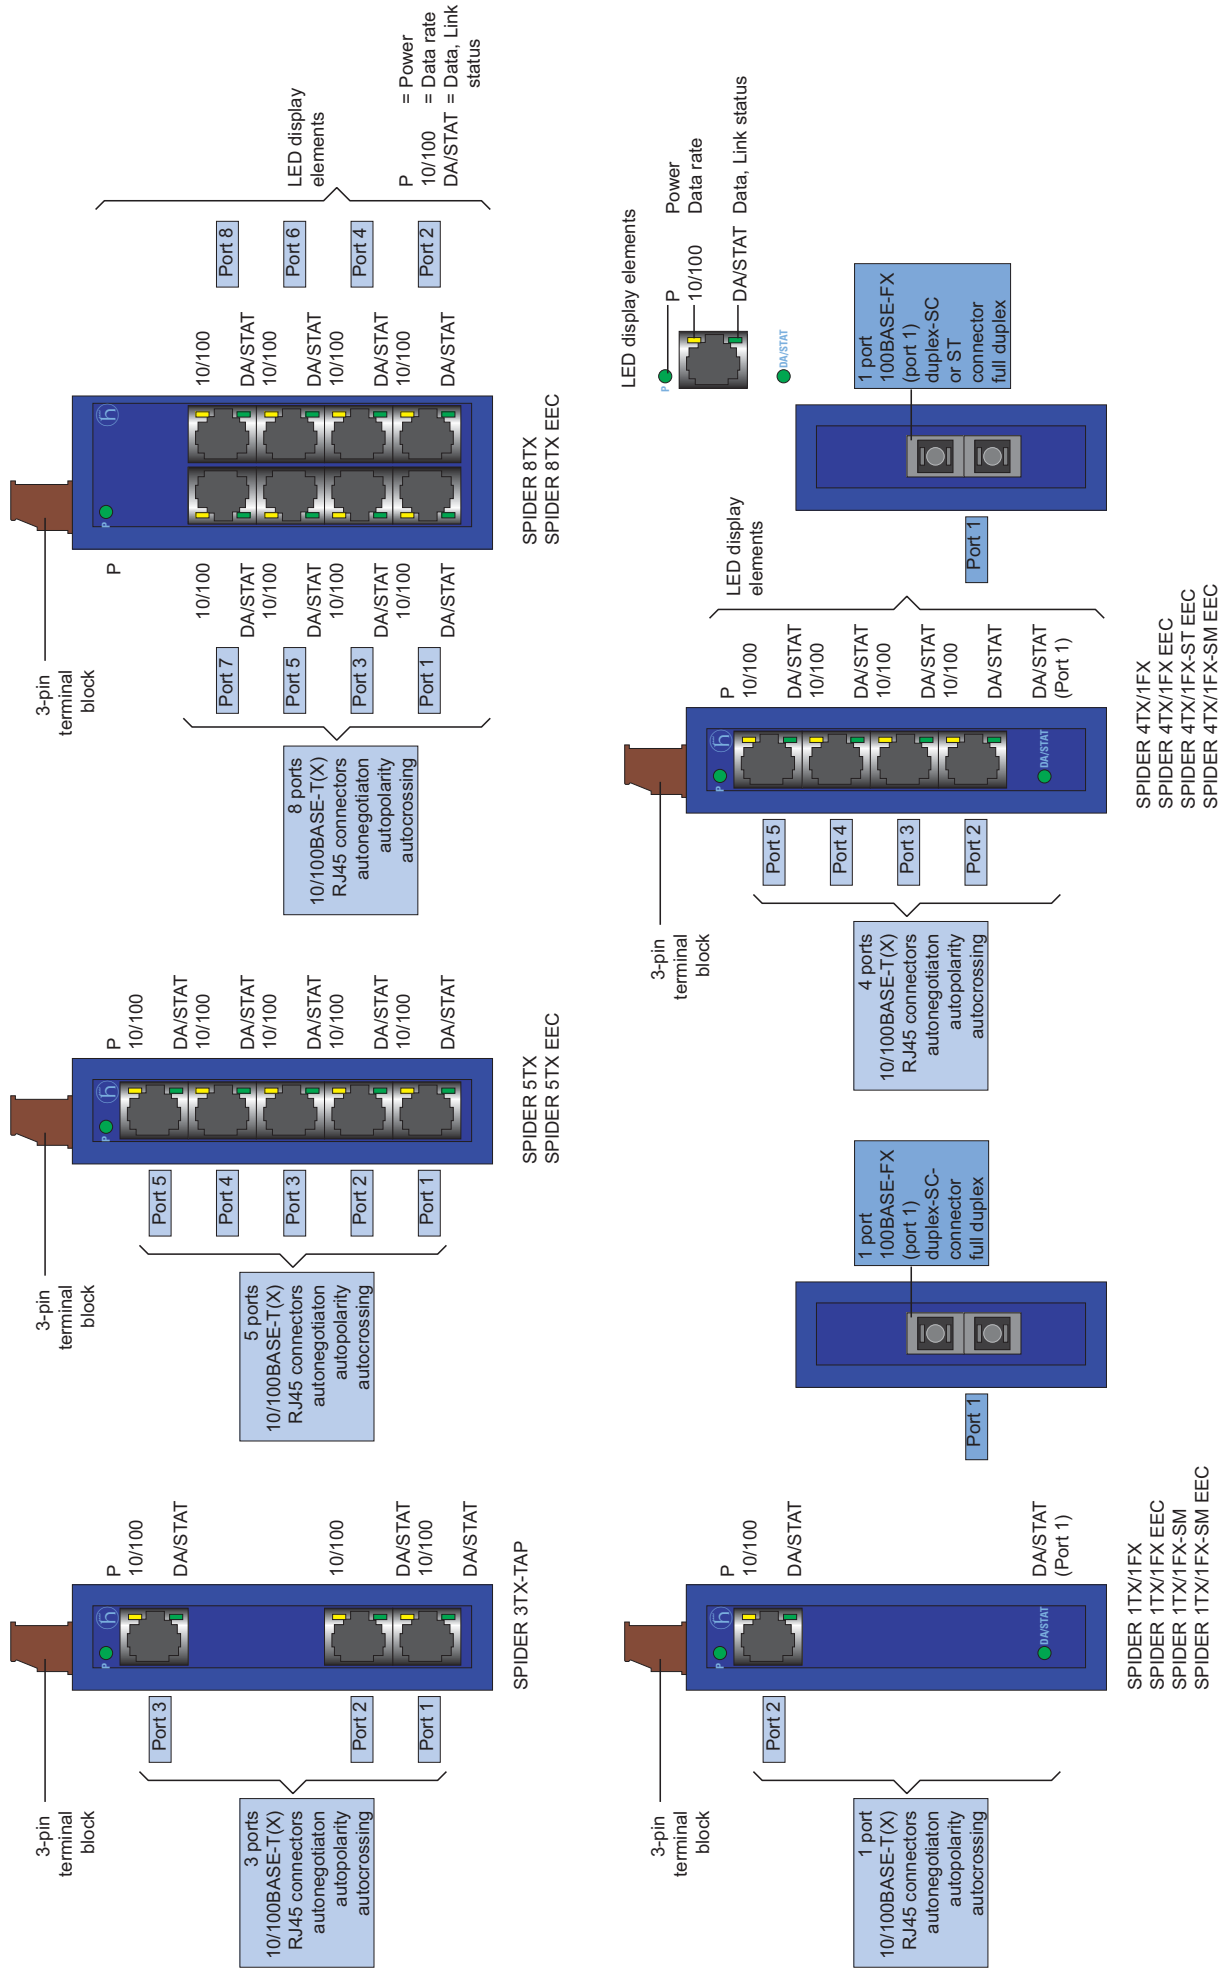 3-pin
terminal
block
Port 3
Port 2
Port 1
3 ports
10/100BASE-T(X)
RJ45 connectors
autonegotiaton
autopolarity
autocrossing
P
P
10/100
DA/STAT
10/100
DA/STAT
10/100
DA/STAT
SPIDER 3TX-TAP
3-pin
terminal
block
Port 5
Port 4
Port 3
Port 2
Port 1
5 ports
10/100BASE-T(X)
RJ45 connectors
autonegotiaton
autopolarity
autocrossing
P
P
10/100
DA/STAT
10/100
DA/STAT
10/100
DA/STAT
10/100
DA/STAT
10/100
DA/STAT
SPIDER 5TX
SPIDER 5TX EEC
3-pin
terminal
block
8 ports
10/100BASE-T(X)
RJ45 connectors
autonegotiation
autopolarity
autocrossing
Port 7
Port 5
Port 3
Port 1
P
10/100
DA/STAT
10/100
DA/STAT
10/100
DA/STAT
10/100
DA/STAT
P
10/100
DA/STAT
10/100
DA/STAT
10/100
DA/STAT
10/100
DA/STAT
Port 8
Port 6
Port 4
Port 2
LED display
elements
P = Power
10/100 = Data rate
DA/STAT = Data, Link
status
SPIDER 8TX
SPIDER 8TX EEC
3-pin
terminal
block
Port 2
1 port
10/100BASE-T(X)
RJ45 connectors
autonegotiaton
autopolarity
autocrossing
P
DA/STAT
P
10/100
DA/STAT
DA/STAT
(Port 1)
SPIDER 1TX/1FX
SPIDER 1TX/1FX EEC
SPIDER 1TX/1FX-SM
SPIDER 1TX/1FX-SM EEC
Port 1
1 port
100BASE-FX
(port 1)
duplex-SC-
connector
full duplex
3-pin
terminal
block
Port 5
Port 4
Port 3
Port 2
4 ports
10/100BASE-T(X)
RJ45 connectors
autonegotiaton
autopolarity
autocrossing
P
DA/STAT
P
10/100
DA/STAT
10/100
DA/STAT
10/100
DA/STAT
10/100
DA/STAT
DA/STAT
(Port 1)
LED display
elements
SPIDER 4TX/1FX
SPIDER 4TX/1FX EEC
SPIDER 4TX/1FX-ST EEC
SPIDER 4TX/1FX-SM EEC
Port 1
1 port
100BASE-FX
(port 1)
duplex-SC
or ST
connector
full duplex
LED display elements
P
P Power
10/100 Data rate
DA/STAT Data, Link status
DA/STAT